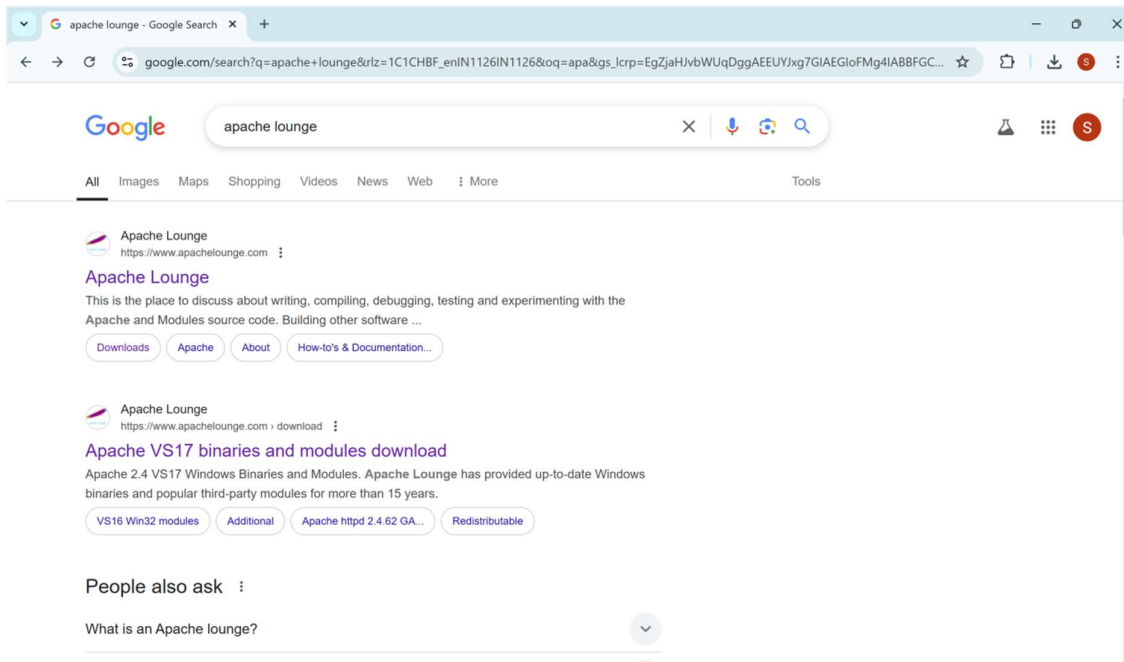 apache lounge - Google Search
google.com/search?q=apache+lounge&rlz=1C1CHBF_enIN1126IN1126&oq=apa&gs_lcrp=EgZjaHJvbWUqDggAEEUYJxg7GIAEGIoFMg4IABBFGC...
S
Google
apache lounge
S
All Images Maps Shopping Videos News Web More Tools
Apache Lounge
https://www.apachelounge.com
Apache Lounge
This is the place to discuss about writing, compiling, debugging, testing and experimenting with the
Apache and Modules source code. Building other software ...
Downloads Apache About How-to's & Documentation...
Apache Lounge
https://www.apachelounge.com › download
Apache VS17 binaries and modules download
Apache 2.4 VS17 Windows Binaries and Modules. Apache Lounge has provided up-to-date Windows
binaries and popular third-party modules for more than 15 years.
VS16 Win32 modules Additional Apache httpd 2.4.62 GA... Redistributable
People also ask
What is an Apache lounge?